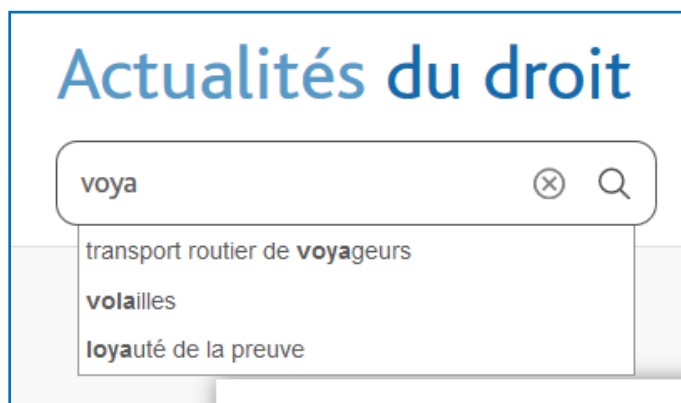 Actualités du droit
voya
transport routier de voyageurs
volailles
loyauté de la preuve